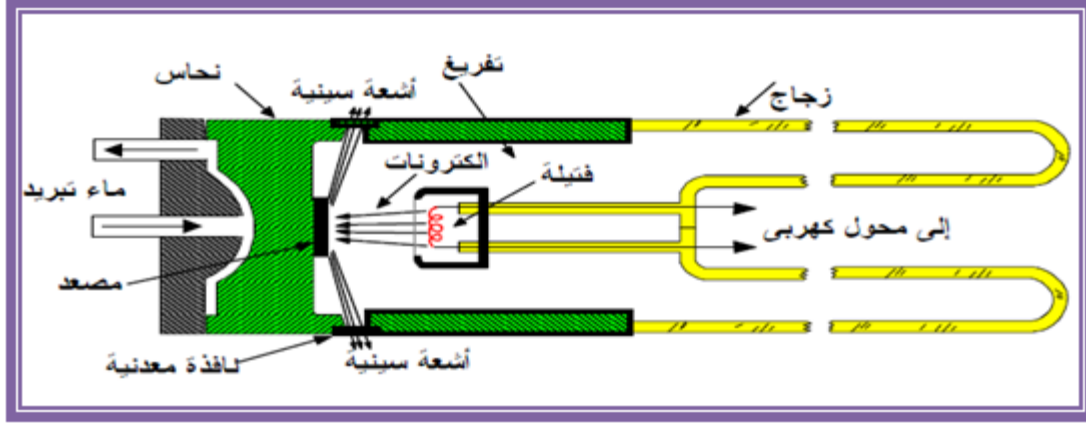 تفريغ
نحاس
أشعة سينية
زجاج
الكترونات
فتيلة
ماء تبريد
إلى محول كهربى
مصعد
نافذة معدنية
أشعة سينية